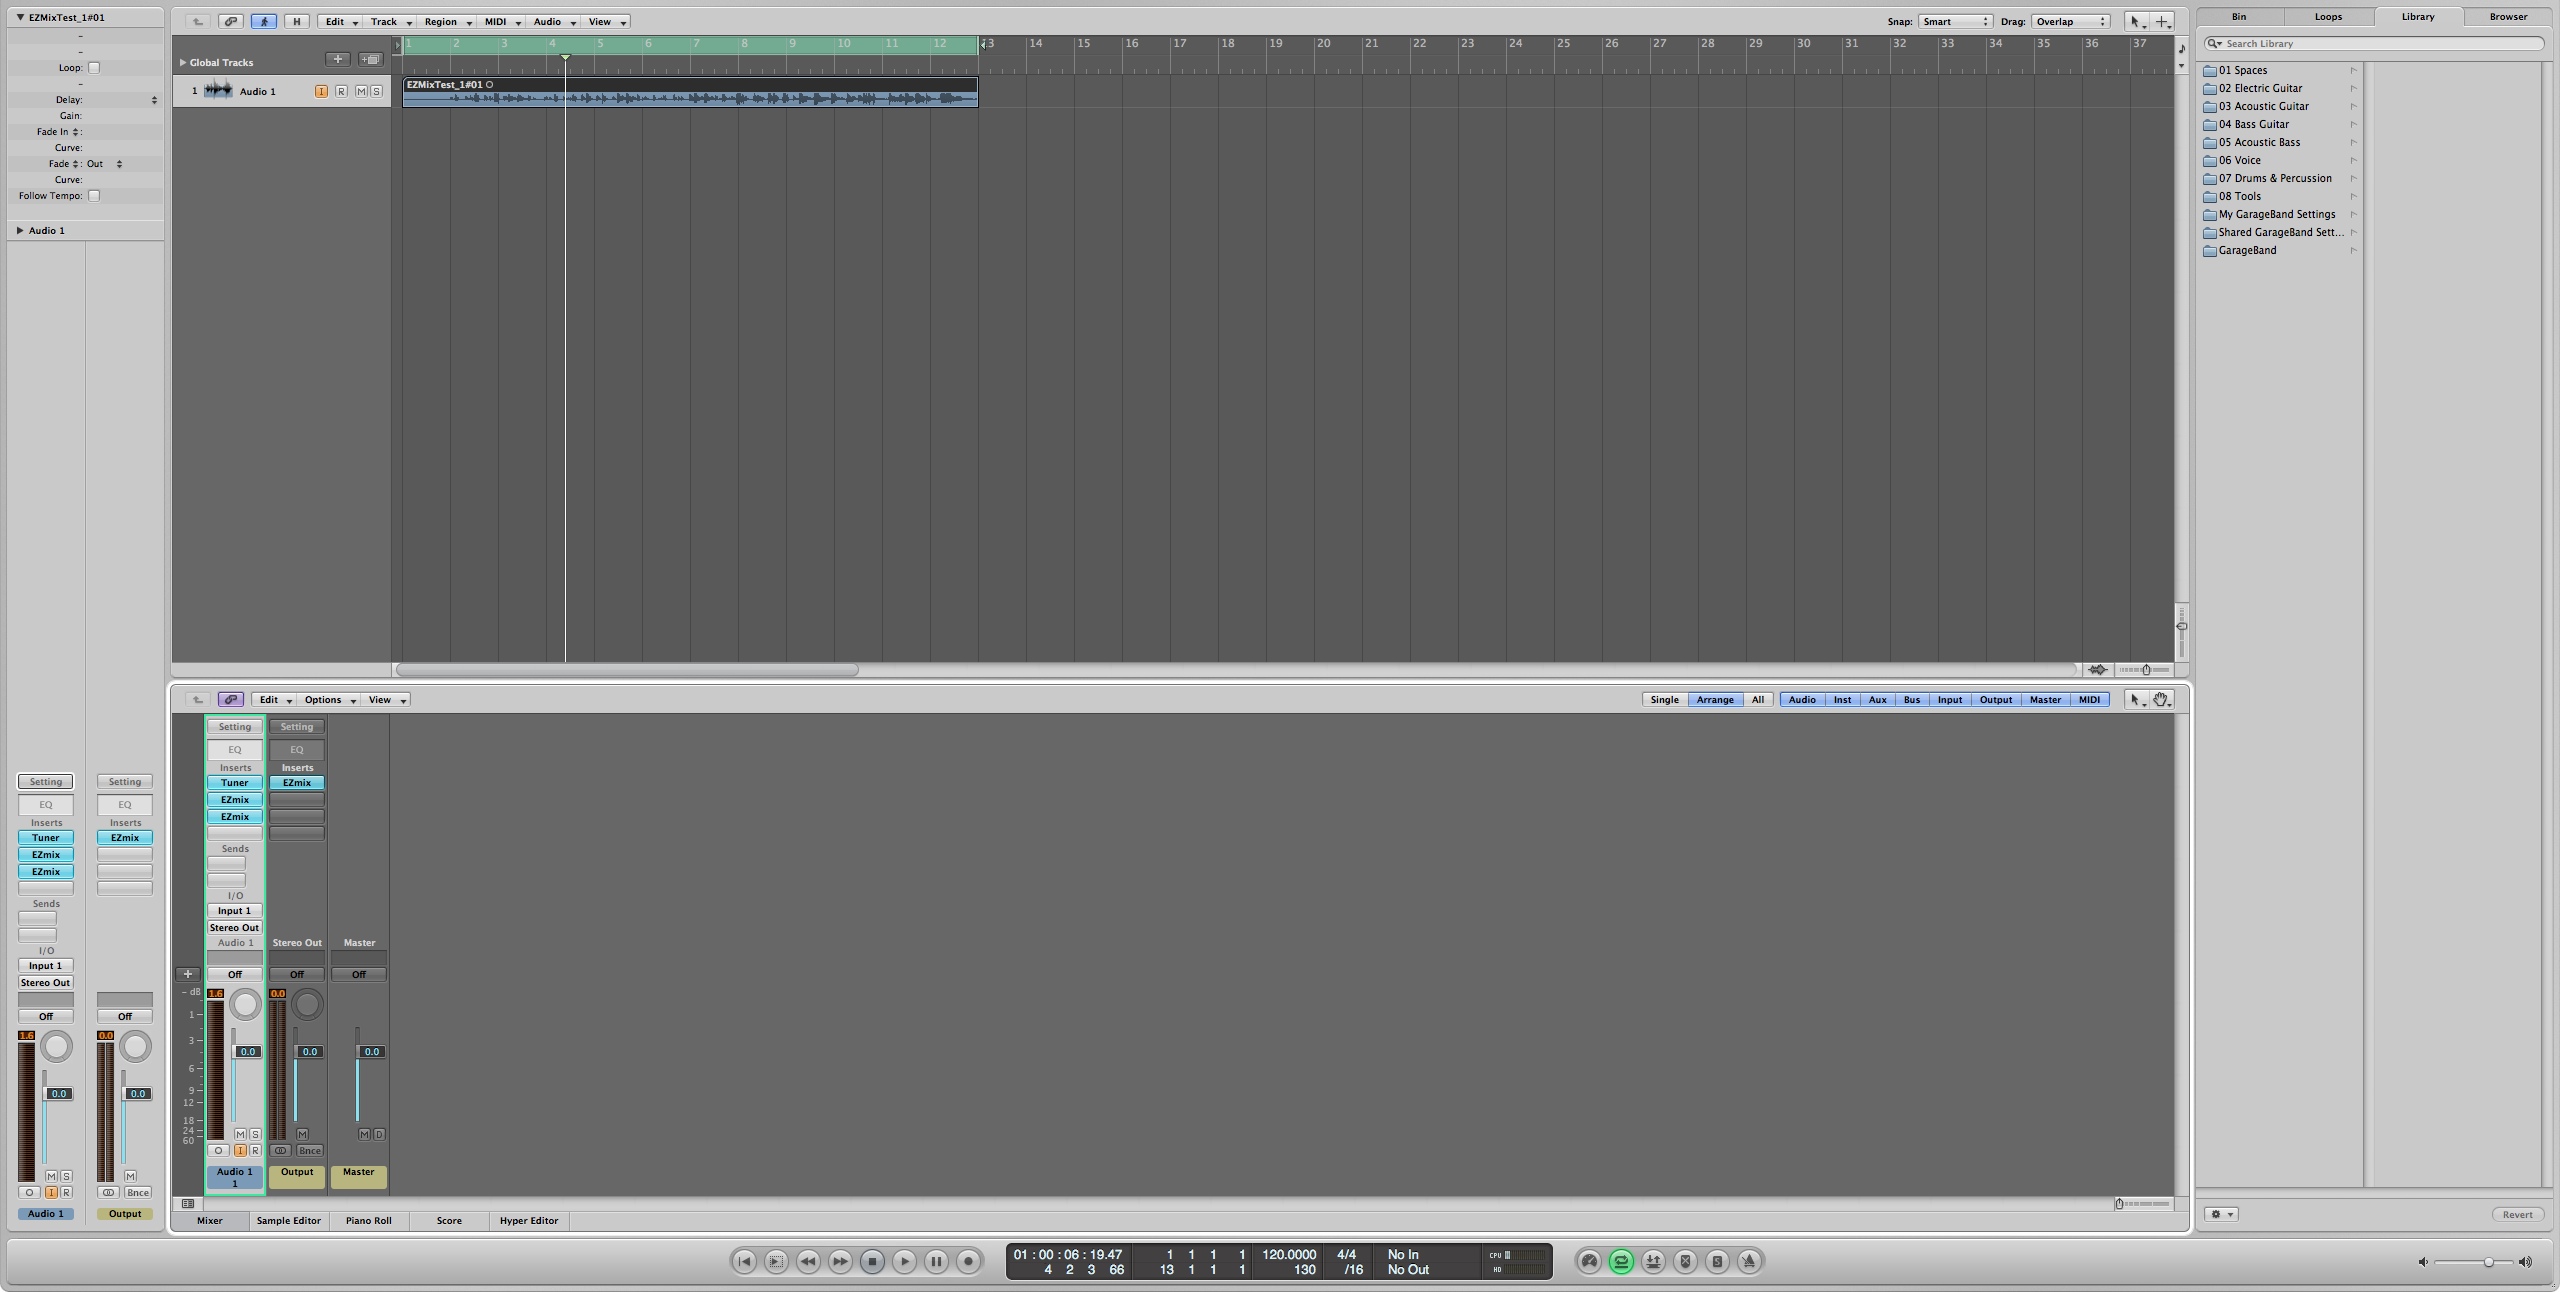 EZMixTest_1#01
-
-
Loop:
-
Delay:
Gain:
Fade In :
Curve:
Fade : Out
Curve:
Follow Tempo:
Audio 1
Setting Setting
EQ EQ
Inserts Inserts
Tuner EZmix
EZmix
EZmix
Sends
I/O
Input 1
Stereo Out
Off Off
1.6 0.0
0.0 0.0
M S M
I R Bnce
Audio 1 Output
H Edit Track Region MIDI Audio View
Snap: Smart Drag: Overlap
1 2 3 4 5 6 7 8 9 10 11 12 13 14 15 16 17 18 19 20 21 22 23 24 25 26 27 28 29 30 31 32 33 34 35 36 37
Global Tracks
1 Audio 1 I R M S
EZMixTest_1#01
Edit Options View
Single Arrange All Audio Inst Aux Bus Input Output Master MIDI
Setting Setting
EQ EQ
Inserts Inserts
Tuner EZmix
EZmix
EZmix
Sends
I/O
Input 1
Stereo Out
Audio 1 Stereo Out Master
Off Off Off
- dB 1.6 0.0
1
3
0.0 0.0 0.0
6
9
12
18
24
60
M S M M D
I R Bnce
Audio 1 Output Master
1
Mixer Sample Editor Piano Roll Score Hyper Editor
Bin Loops Library Browser
Search Library
01 Spaces
02 Electric Guitar
03 Acoustic Guitar
04 Bass Guitar
05 Acoustic Bass
06 Voice
07 Drums & Percussion
08 Tools
My GarageBand Settings
Shared GarageBand Sett...
GarageBand
Revert
01 : 00 : 06 : 19.47 1 1 1 1 120.0000 4/4 No In CPU
4 2 3 66 13 1 1 1 130 /16 No Out HD
S